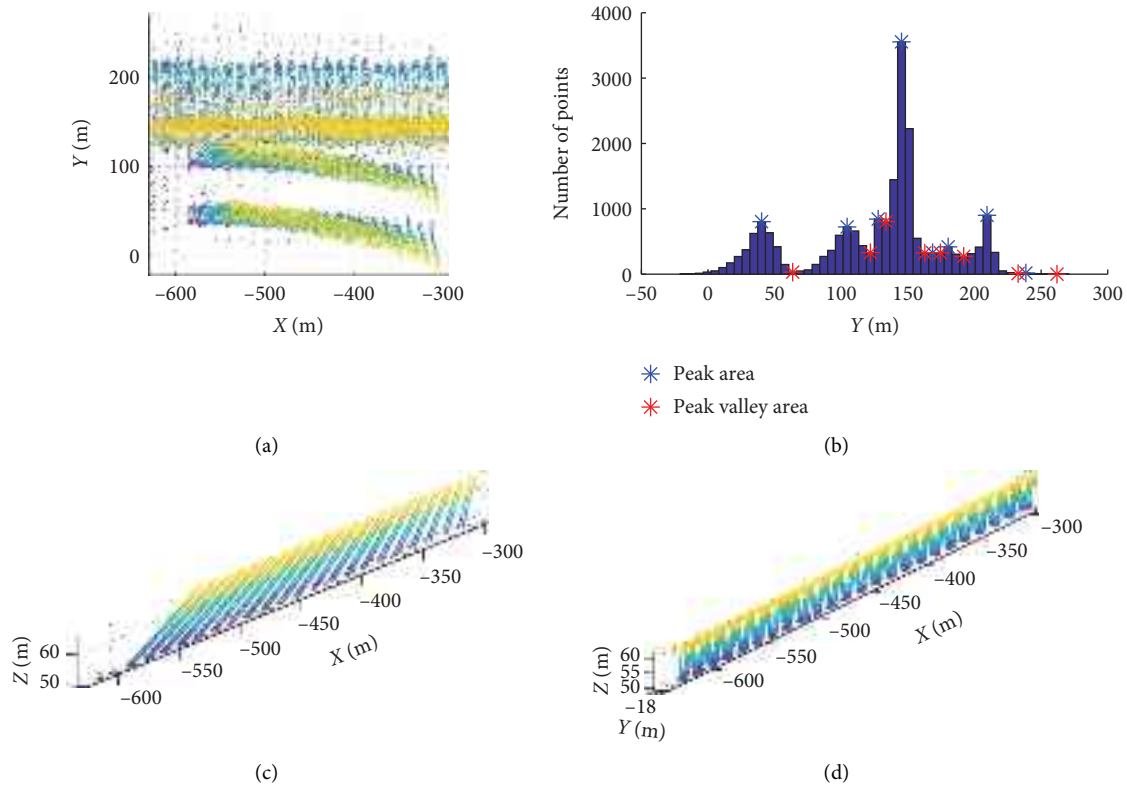 200
100
0
Y (m)
–600
–500
–400
–300
X (m)
(a)
4000
3000
2000
1000
0
Number of points
–50
0
50
100
150
200
250
300
Y (m)
Peak area
Peak valley area
(b)
Z (m)
60
50
–600
–550
–500
–450
–400
–350
–300
X (m)
(c)
Z (m)
60
55
50
–18
Y (m)
–600
–550
–500
–450
–400
–350
–300
X (m)
(d)